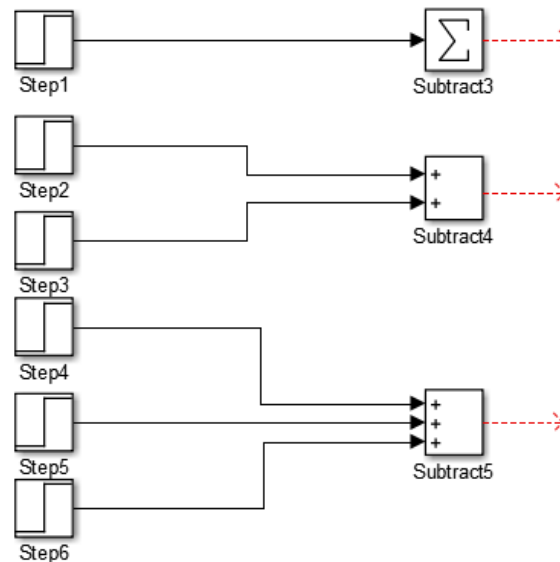 Step1
Σ
Subtract3
Step2
+
+
Subtract4
Step3
Step4
+
+
+
Subtract5
Step5
Step6